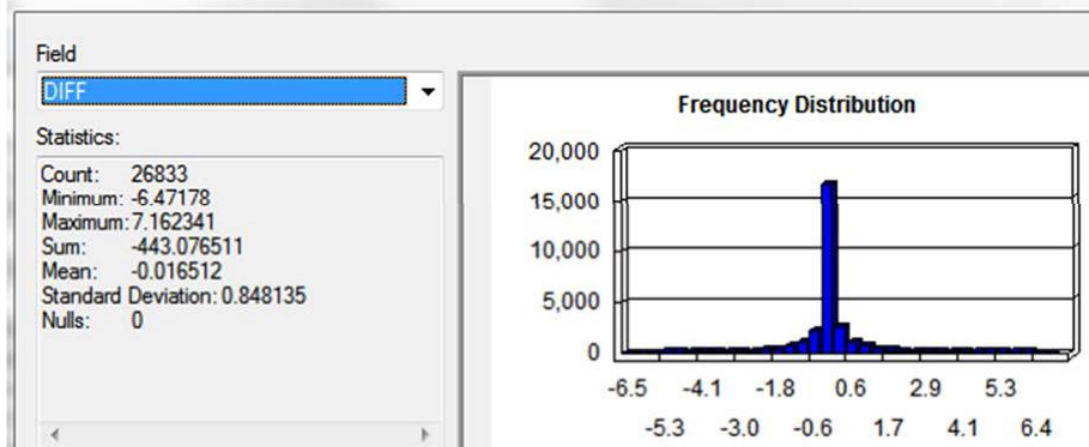 Field
DIFF
Statistics:
Count: 26833
Minimum: -6.47178
Maximum: 7.162341
Sum: -443.076511
Mean: -0.016512
Standard Deviation: 0.848135
Nulls: 0
Frequency Distribution
20,000
15,000
10,000
5,000
0
-6.5 -4.1 -1.8 0.6 2.9 5.3
-5.3 -3.0 -0.6 1.7 4.1 6.4